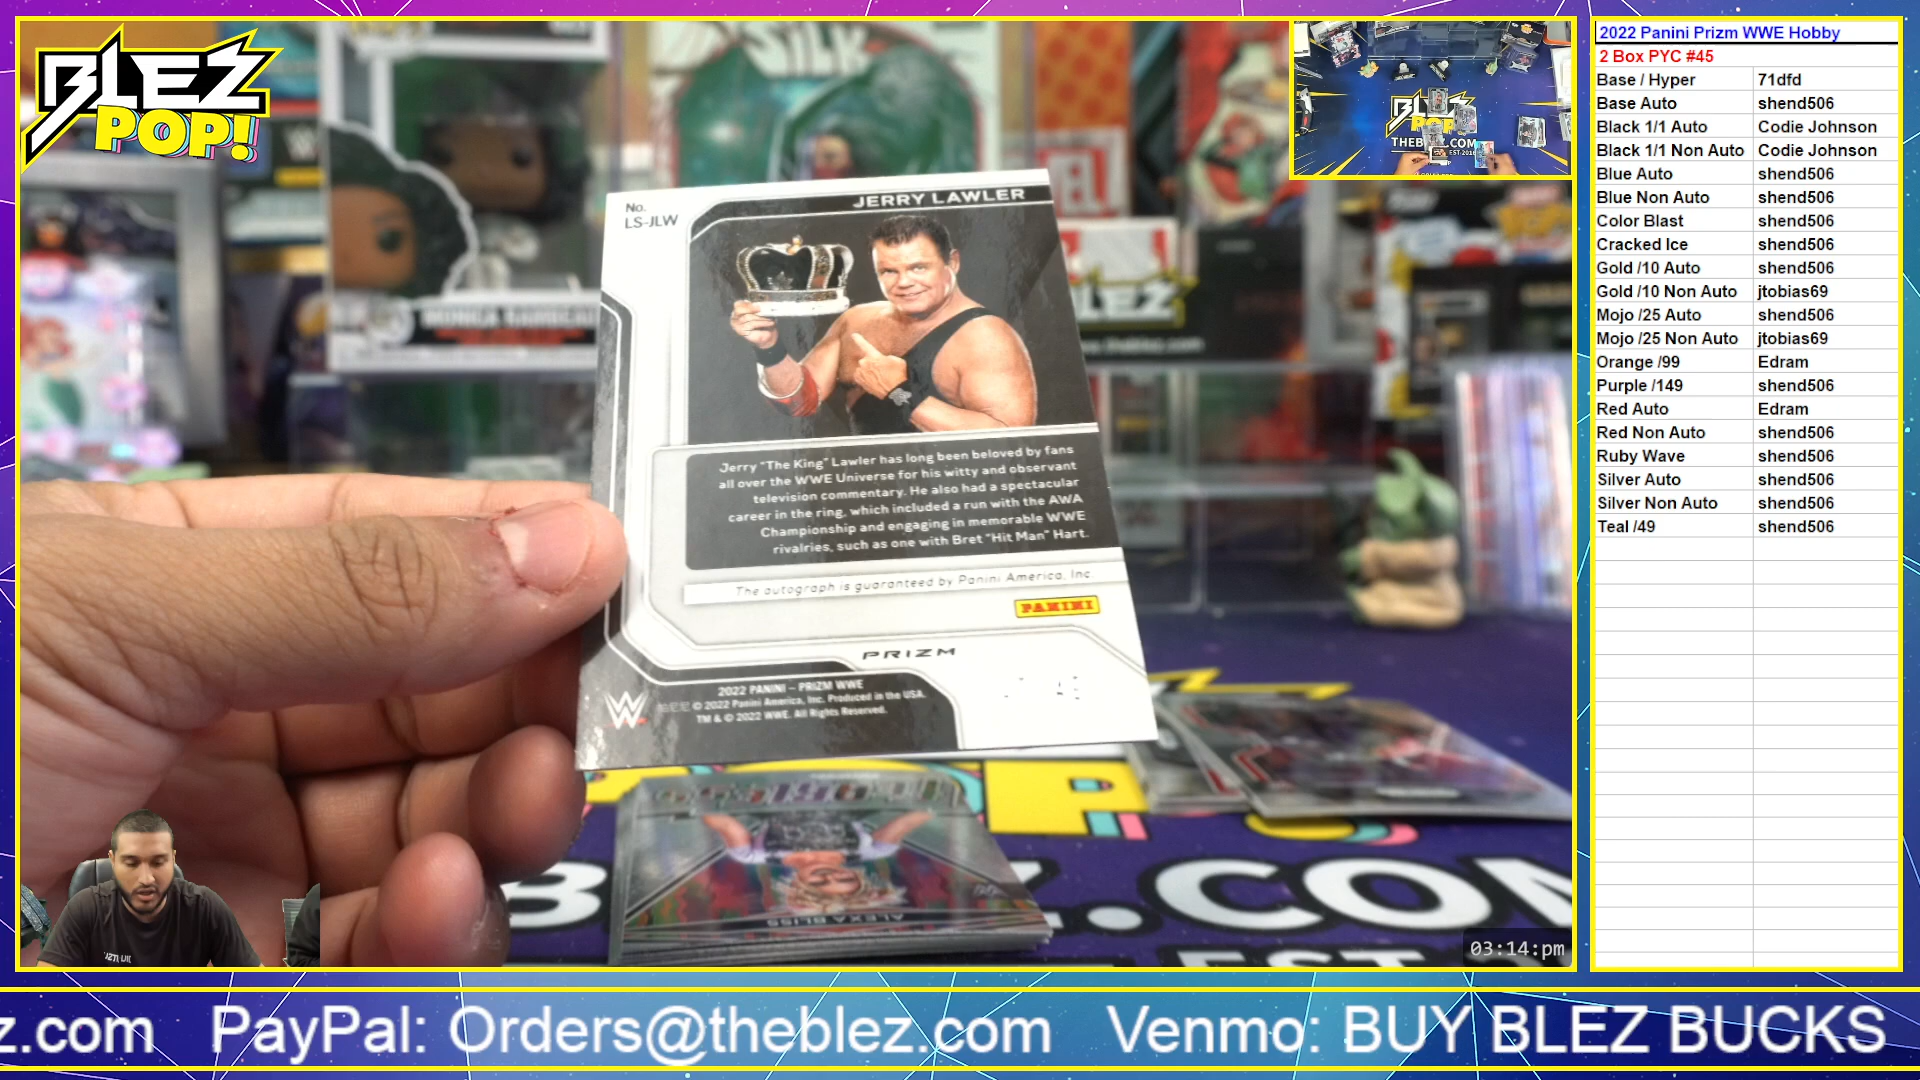 BLEZ
POP!
SILK
No.
LS-JLW
JERRY LAWLER
Jerry "The King" Lawler has long been beloved by fans
all over the WWE Universe for his witty and observant
television commentary. He also had a spectacular
career in the ring, which included a run with the AWA
Championship and engaging in memorable WWE
rivalries, such as one with Bret "Hit Man" Hart.
The autograph is guaranteed by Panini America, Inc.
PANINI
PRIZM
W
2022 PANINI – PRIZM WWE
© 2022 Panini America, Inc. Produced in the USA.
TM & © 2022 WWE. All Rights Reserved.
ALEXA BLISS
POP
B Z.COM
03:14:pm
BLEZ
THEBLEZ.COM
2022 Panini Prizm WWE Hobby
2 Box PYC #45
Base / Hyper 71dfd
Base Auto shend506
Black 1/1 Auto Codie Johnson
Black 1/1 Non Auto Codie Johnson
Blue Auto shend506
Blue Non Auto shend506
Color Blast shend506
Cracked Ice shend506
Gold /10 Auto shend506
Gold /10 Non Auto jtobias69
Mojo /25 Auto shend506
Mojo /25 Non Auto jtobias69
Orange /99 Edram
Purple /149 shend506
Red Auto Edram
Red Non Auto shend506
Ruby Wave shend506
Silver Auto shend506
Silver Non Auto shend506
Teal /49 shend506
z.com PayPal: Orders@theblez.com Venmo: BUY BLEZ BUCKS